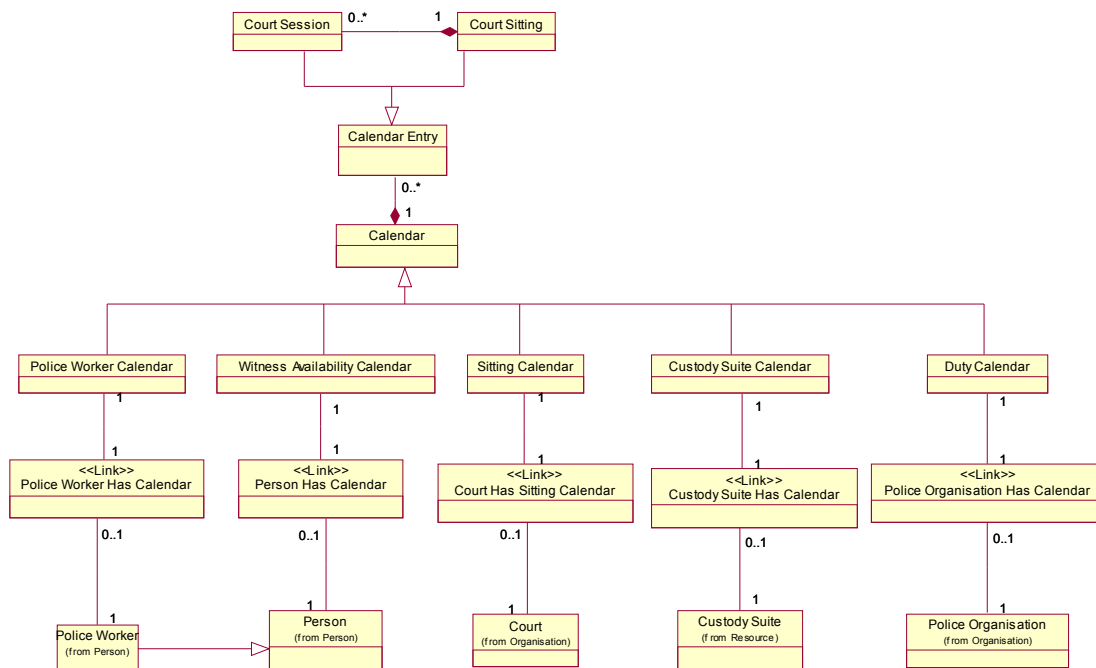 Court Session
0..*
1
Court Sitting
Calendar Entry
0..*
1
Calendar
Police Worker Calendar
Witness Availability Calendar
Sitting Calendar
Custody Suite Calendar
Duty Calendar
1
1
1
1
1
1
1
1
1
1
<<Link>>
Police Worker Has Calendar
<<Link>>
Person Has Calendar
<<Link>>
Court Has Sitting Calendar
<<Link>>
Custody Suite Has Calendar
<<Link>>
Police Organisation Has Calendar
0..1
0..1
0..1
0..1
0..1
1
1
1
1
1
Police Worker
(from Person)
Person
(from Person)
Court
(from Organisation)
Custody Suite
(from Resource)
Police Organisation
(from Organisation)